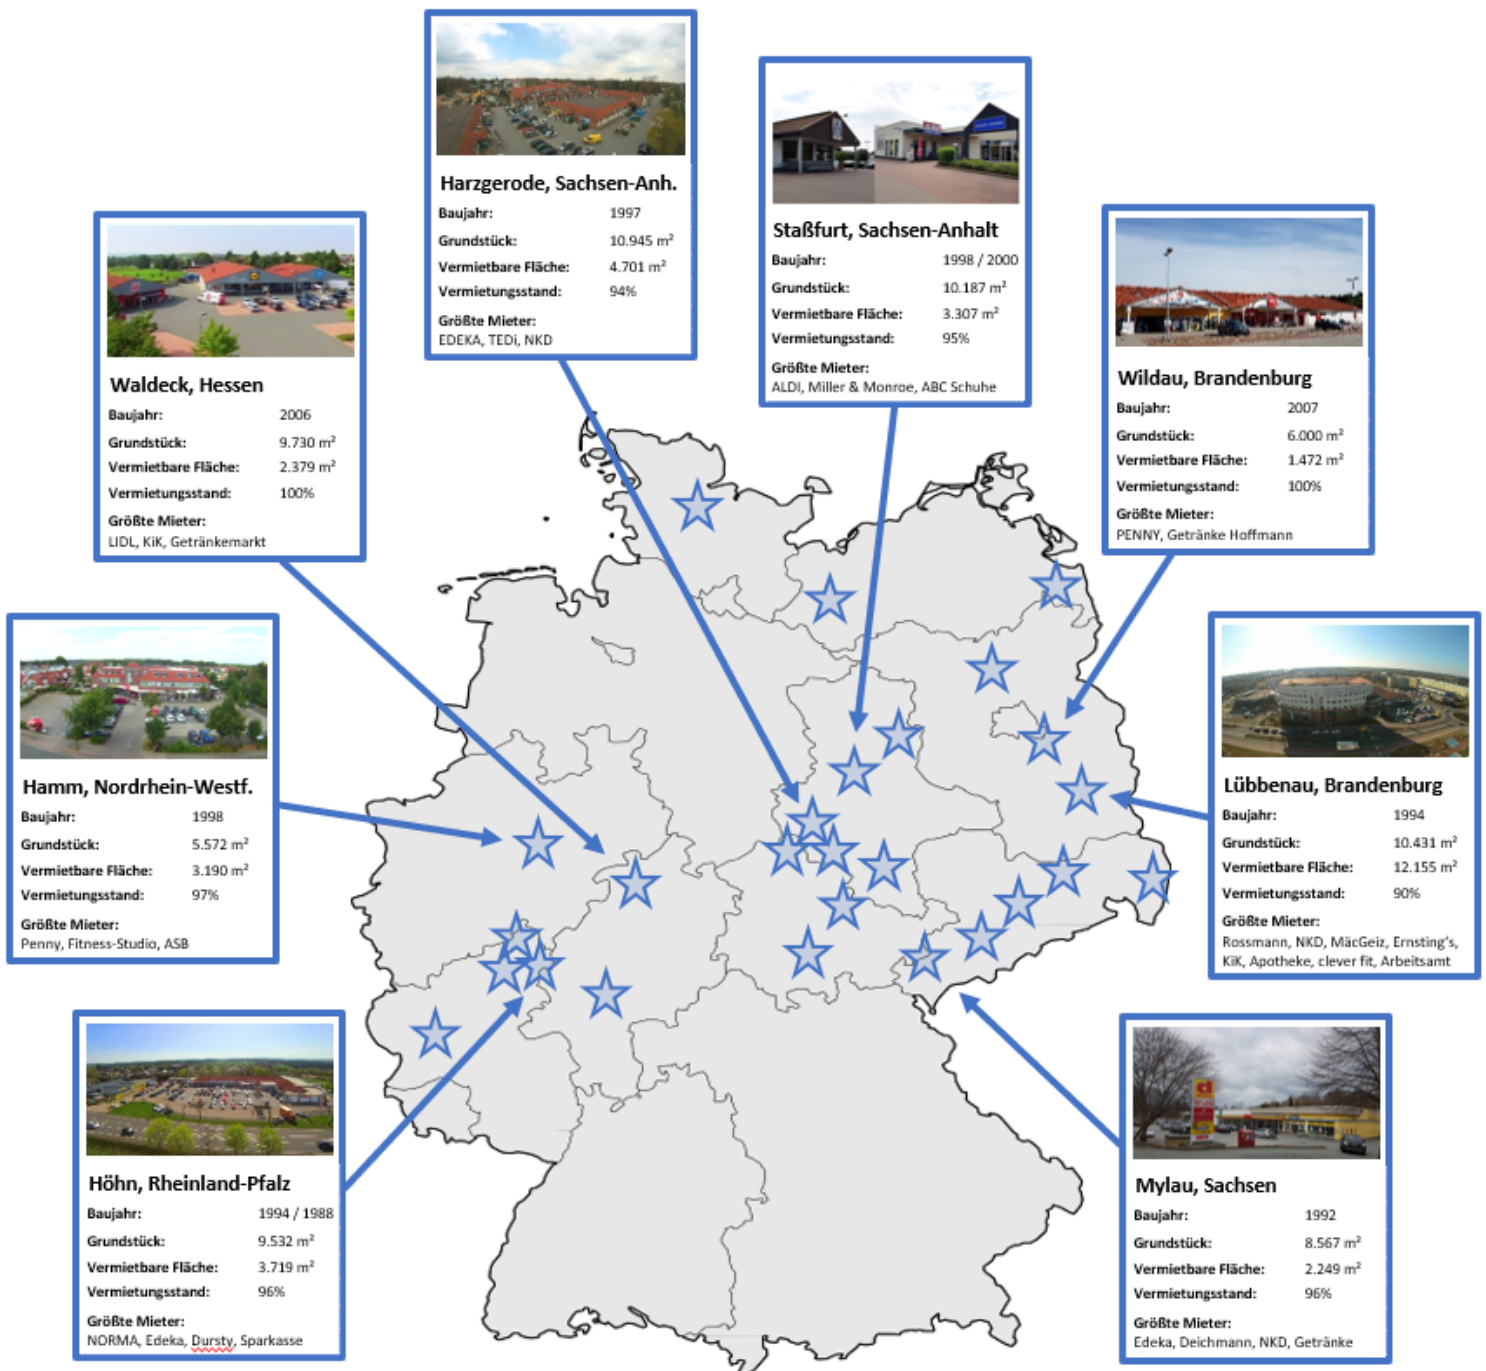 Harzgerode, Sachsen-Anh.
Baujahr: 1997
Grundstück: 10.945 m²
Vermietbare Fläche: 4.701 m²
Vermietungsstand: 94%
Größte Mieter:
EDEKA, TEDi, NKD
Staßfurt, Sachsen-Anhalt
Baujahr: 1998 / 2000
Grundstück: 10.187 m²
Vermietbare Fläche: 3.307 m²
Vermietungsstand: 95%
Größte Mieter:
ALDI, Miller & Monroe, ABC Schuhe
Waldeck, Hessen
Baujahr: 2006
Grundstück: 9.730 m²
Vermietbare Fläche: 2.379 m²
Vermietungsstand: 100%
Größte Mieter:
LIDL, KiK, Getränkemarkt
Wildau, Brandenburg
Baujahr: 2007
Grundstück: 6.000 m²
Vermietbare Fläche: 1.472 m²
Vermietungsstand: 100%
Größte Mieter:
PENNY, Getränke Hoffmann
Hamm, Nordrhein-Westf.
Baujahr: 1998
Grundstück: 5.572 m²
Vermietbare Fläche: 3.190 m²
Vermietungsstand: 97%
Größte Mieter:
Penny, Fitness-Studio, ASB
Lübbenau, Brandenburg
Baujahr: 1994
Grundstück: 10.431 m²
Vermietbare Fläche: 12.155 m²
Vermietungsstand: 90%
Größte Mieter:
Rossmann, NKD, MäcGeiz, Ernsting's,
KiK, Apotheke, clever fit, Arbeitsamt
Höhn, Rheinland-Pfalz
Baujahr: 1994 / 1988
Grundstück: 9.532 m²
Vermietbare Fläche: 3.719 m²
Vermietungsstand: 96%
Größte Mieter:
NORMA, Edeka, Dursty, Sparkasse
Mylau, Sachsen
Baujahr: 1992
Grundstück: 8.567 m²
Vermietbare Fläche: 2.249 m²
Vermietungsstand: 96%
Größte Mieter:
Edeka, Deichmann, NKD, Getränke